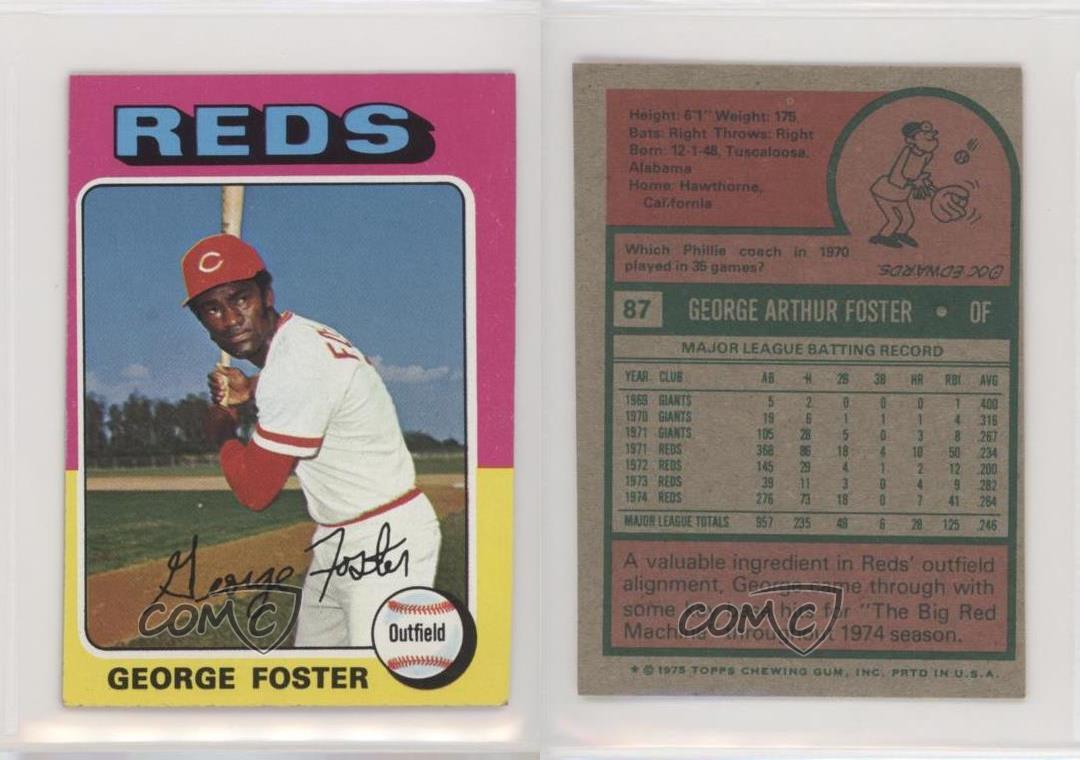 REDS
C
FO
George Foster
COMC
Outfield
GEORGE FOSTER
Height: 6'1" Weight: 175
Bats: Right Throws: Right
Born: 12-1-48, Tuscaloosa,
Alabama
Home: Hawthorne,
California
Which Phillie coach in 1970
played in 35 games?
DOC EDWARDS.
87 GEORGE ARTHUR FOSTER • OF
MAJOR LEAGUE BATTING RECORD
YEAR CLUB AB H 2B 3B HR RBI AVG
1969 GIANTS 5 2 0 0 0 1 .400
1970 GIANTS 19 6 1 1 1 4 .316
1971 GIANTS 105 28 5 0 3 8 .267
1971 REDS 368 86 18 4 10 50 .234
1972 REDS 145 29 4 1 2 12 .200
1973 REDS 39 11 3 0 4 9 .282
1974 REDS 276 73 18 0 7 41 .264
MAJOR LEAGUE TOTALS 957 235 49 6 28 125 .246
A valuable ingredient in Reds' outfield
alignment, George came through with
some hits for "The Big Red
Machine" throughout 1974 season.
COMC
* © 1975 TOPPS CHEWING GUM, INC. PRTD IN U.S.A.